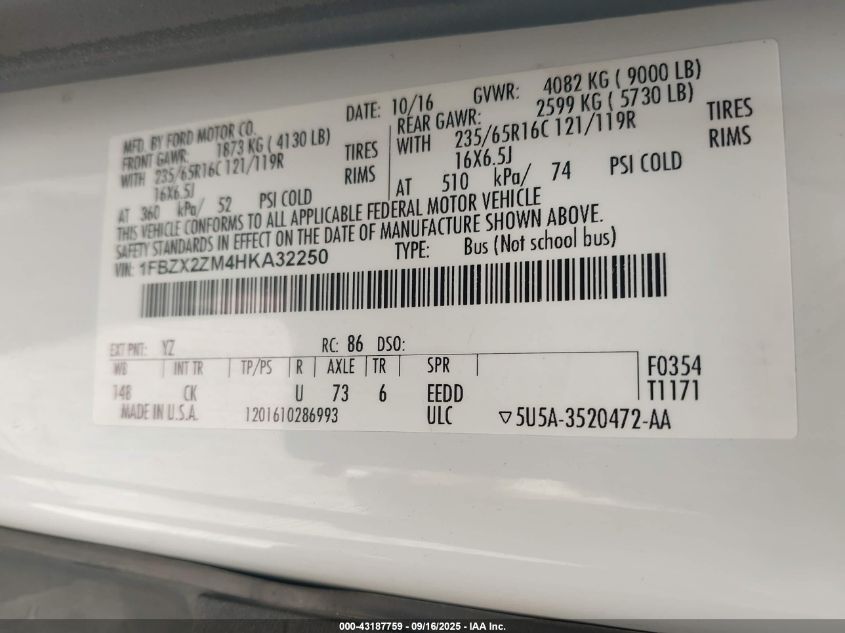 MFD. BY FORD MOTOR CO.
DATE: 10/16 GVWR: 4082 KG ( 9000 LB)
FRONT GAWR: 1873 KG ( 4130 LB)
REAR GAWR: 2599 KG ( 5730 LB)
WITH 235/65R16C 121/119R TIRES
WITH 235/65R16C 121/119R TIRES
16X6.5J RIMS
16X6.5J RIMS
AT 360 kPa/ 52 PSI COLD
AT 510 kPa/ 74 PSI COLD
THIS VEHICLE CONFORMS TO ALL APPLICABLE FEDERAL MOTOR VEHICLE
SAFETY STANDARDS IN EFFECT ON THE DATE OF MANUFACTURE SHOWN ABOVE.
VIN: 1FBZX2ZM4HKA32250 TYPE: Bus (Not school bus)
EXT PNT: YZ RC: 86 DSO:
WB INT TR TP/PS R AXLE TR SPR F0354
148 CK U 73 6 EEDD T1171
MADE IN U.S.A. 1201610286993 ULC ▽5U5A-3520472-AA
000-43187759 - 09/16/2025 - IAA Inc.